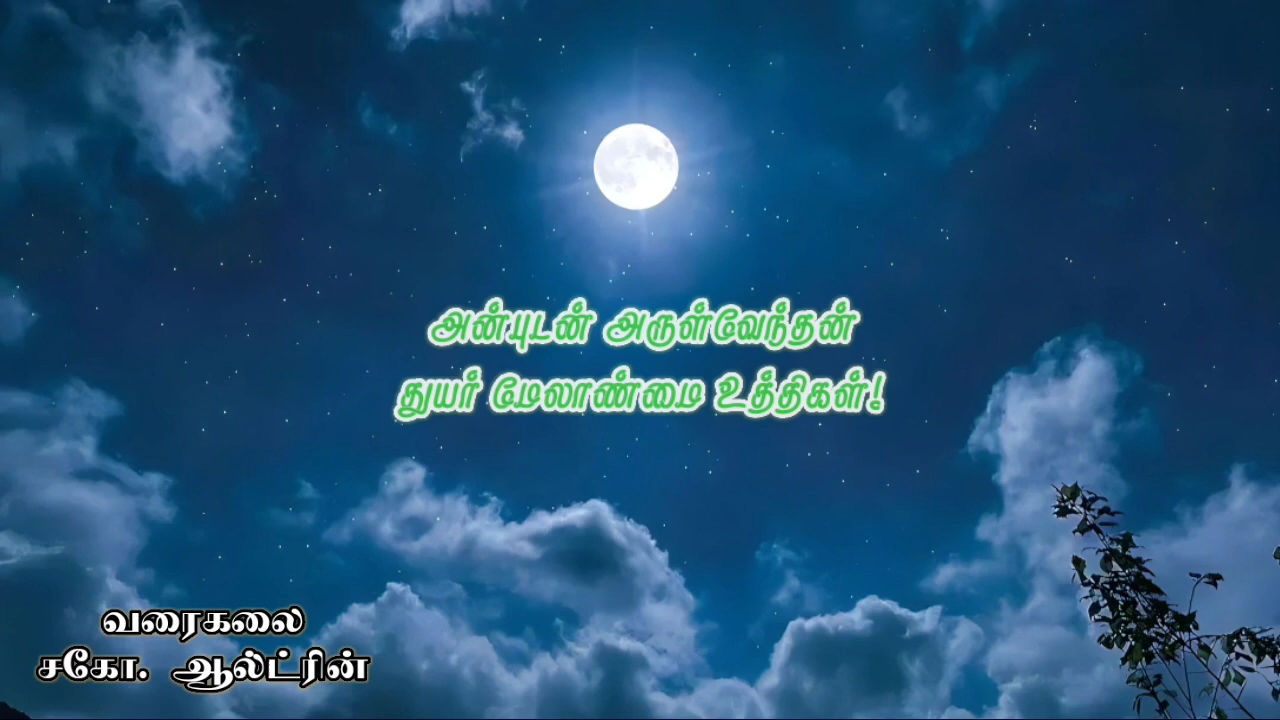 அன்புடன் அருள்வேந்தன்
துயர் மேலாண்மை உத்திகள்!
வரைகலை
சகோ. ஆல்ட்ரின்